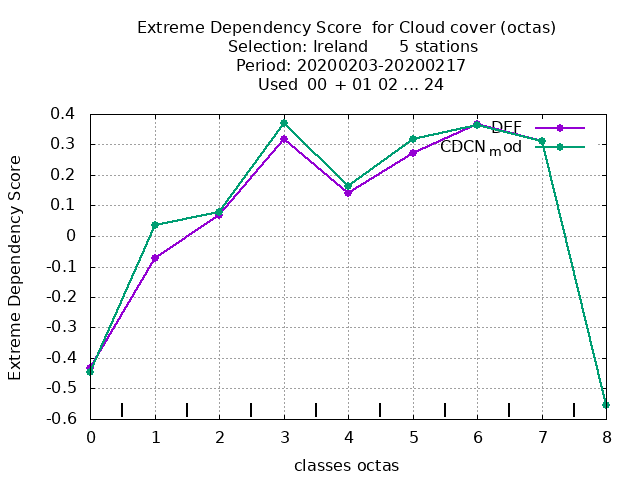 Extreme Dependency Score for Cloud cover (octas)
Selection: Ireland 5 stations
Period: 20200203-20200217
Used 00 + 01 02 ... 24
Extreme Dependency Score
0.4
0.3
0.2
0.1
0
-0.1
-0.2
-0.3
-0.4
-0.5
-0.6
CDCNmod
0 1 2 3 4 5 6 7 8
classes octas